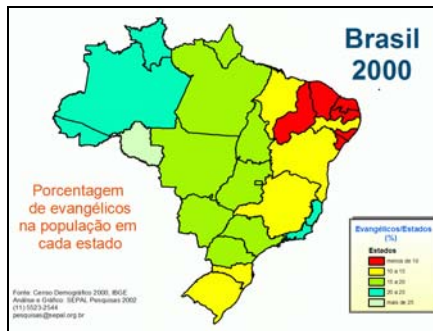 Brasil
2000
Porcentagem
de evangélicos
na população em
cada estado
Fonte: Censo Demográfico 2000, IBGE
Análise e Gráfico: SEPAL Pesquisas 2002
(11) 5523-2544
pesquisas@sepal.org.br
Evangélicos/Estados
(%)
Estados
menos de 10
10 a 15
15 a 20
20 a 25
mais de 25